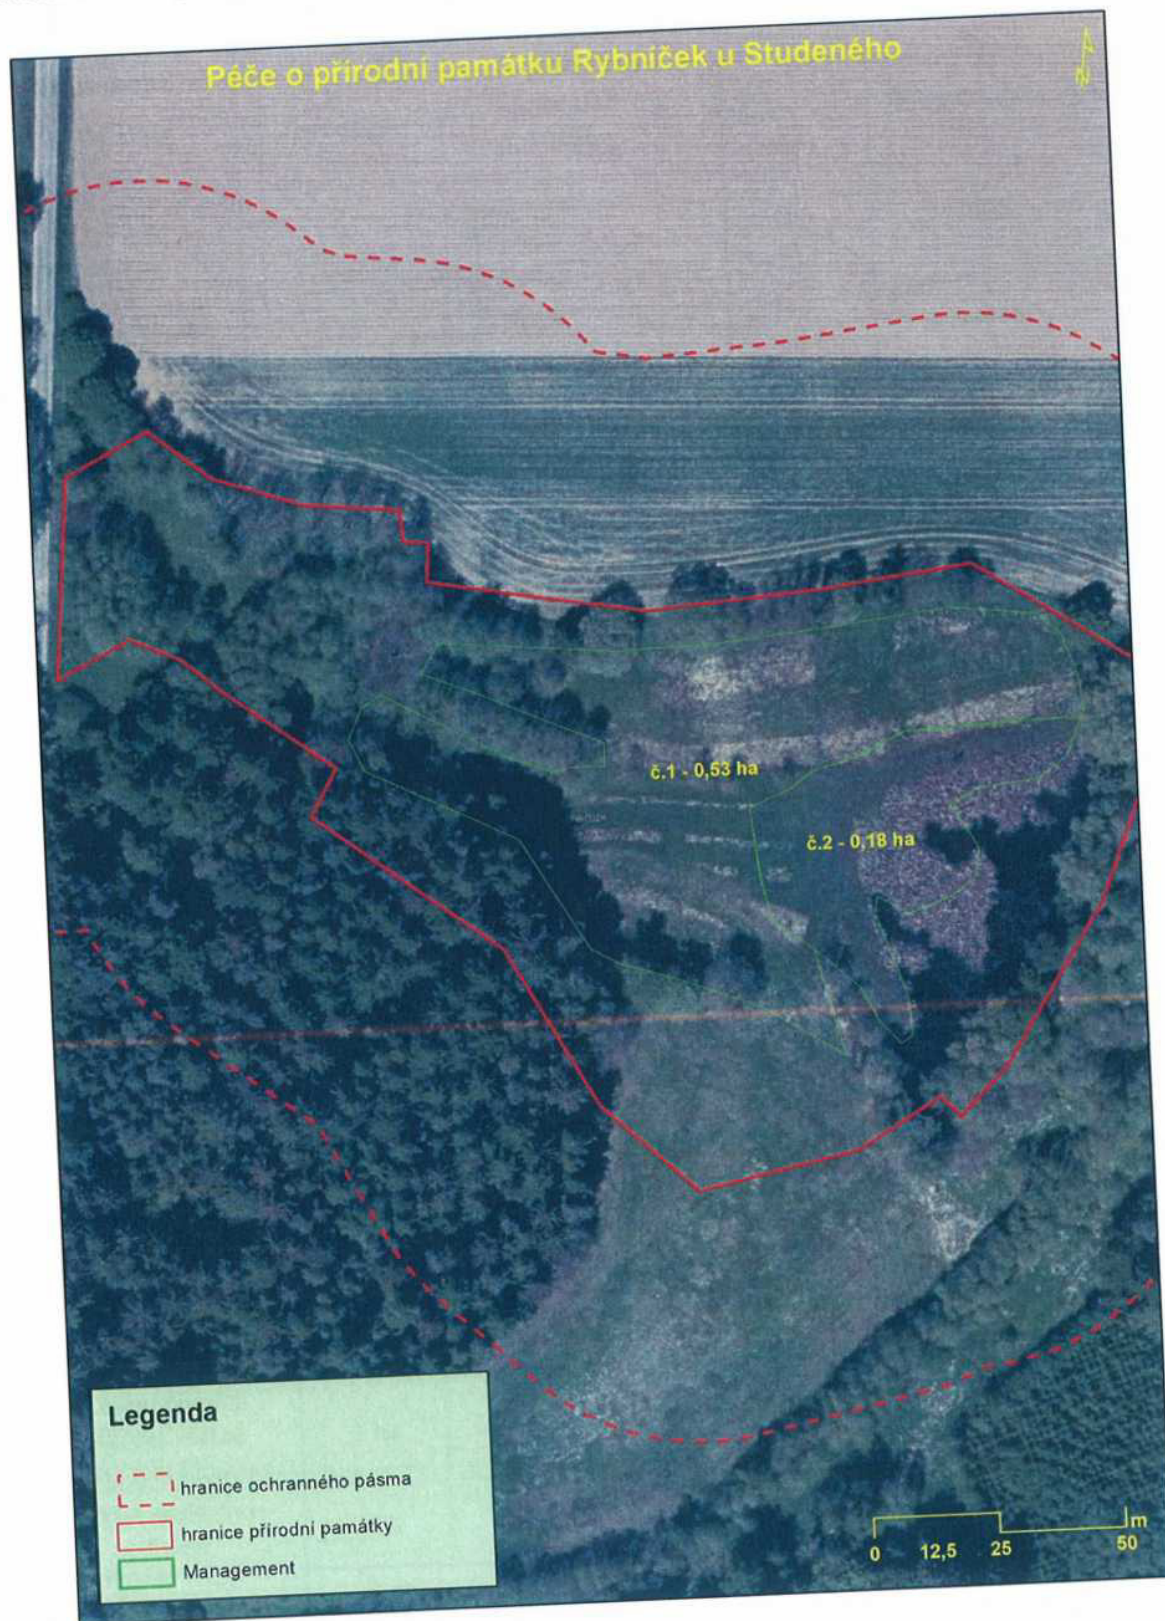 Péče o přírodní památku Rybníček u Studeného
č.1 - 0,53 ha
č.2 - 0,18 ha
Legenda
hranice ochranného pásma
hranice přírodní památky
Management
m
0 12,5 25 50